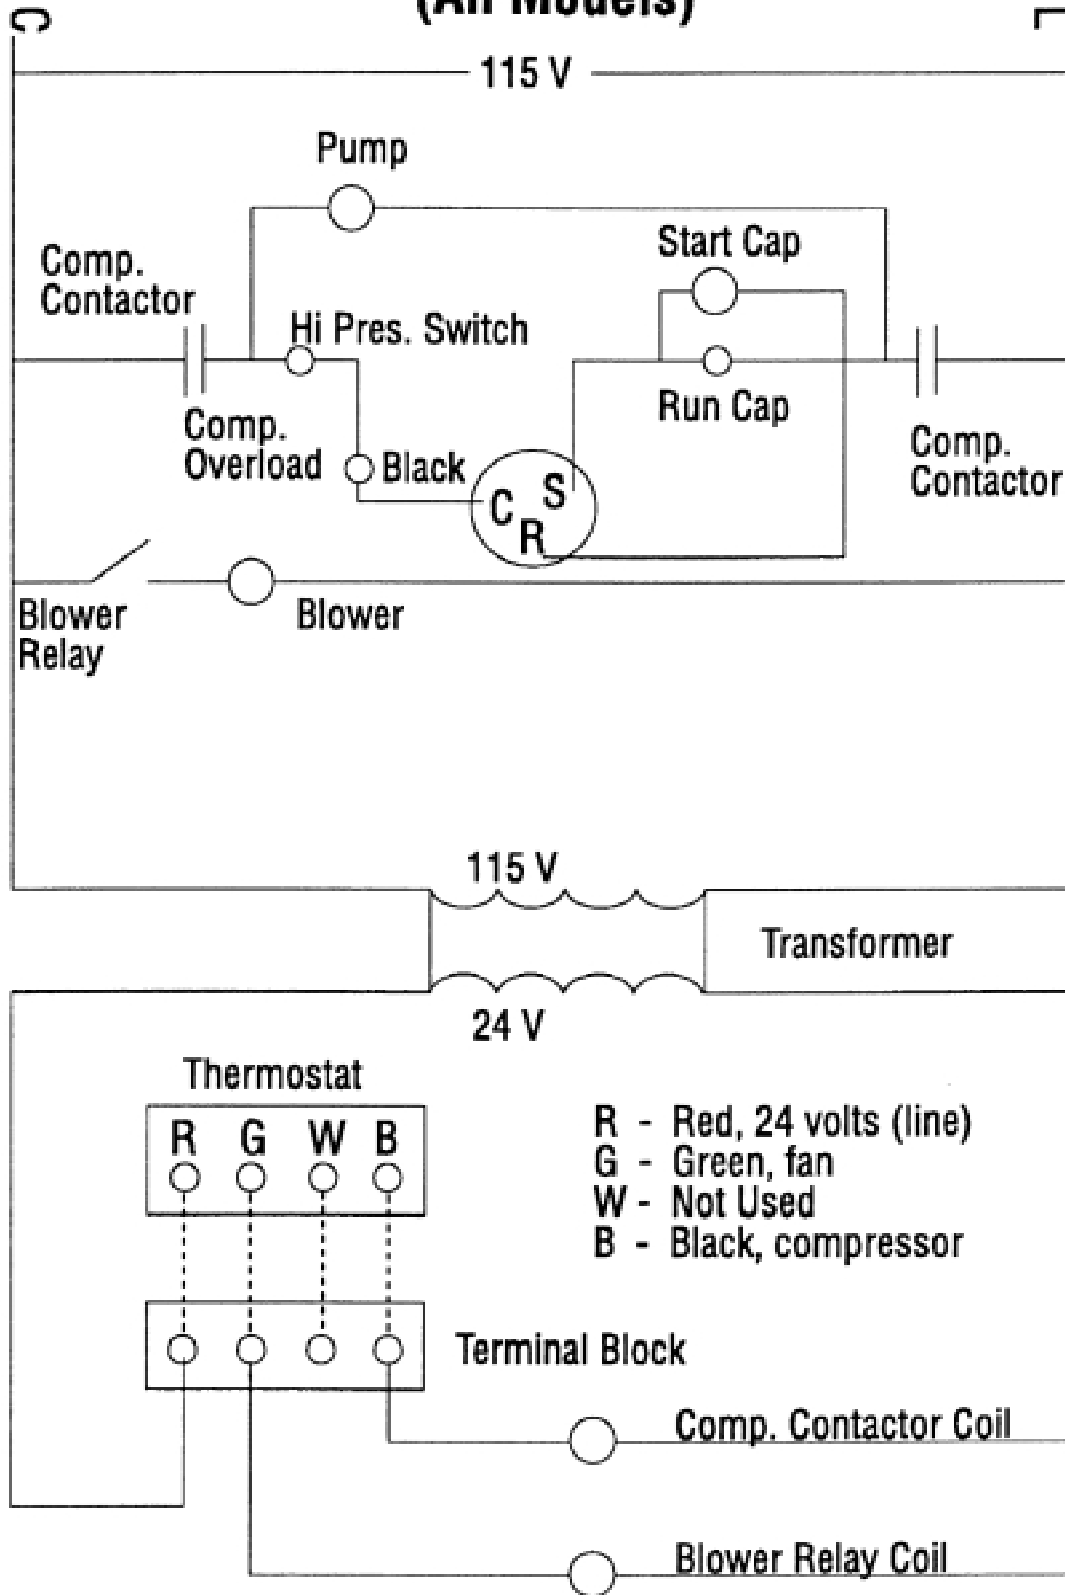 (All Models)
C
L
115 V
Pump
Start Cap
Comp.
Contactor
Hi Pres. Switch
Run Cap
Comp.
Overload
Black
Comp.
Contactor
C
S
R
Blower
Relay
Blower
115 V
Transformer
24 V
Thermostat
R G W B
R - Red, 24 volts (line)
G - Green, fan
W - Not Used
B - Black, compressor
Terminal Block
Comp. Contactor Coil
Blower Relay Coil